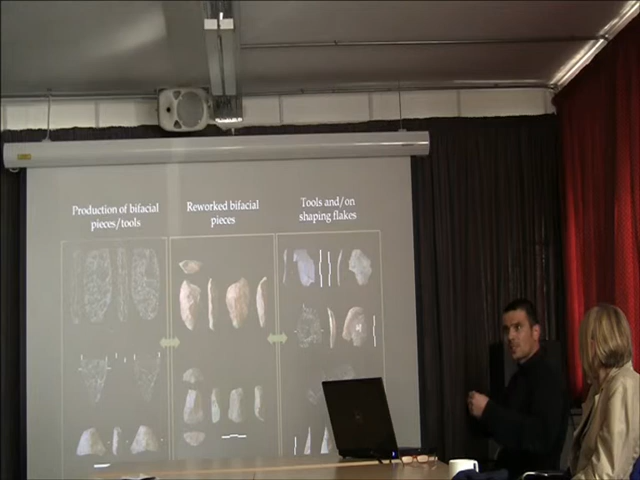 Production of bifacial
pieces/tools
Reworked bifacial
pieces
Tools and/on
shaping flakes